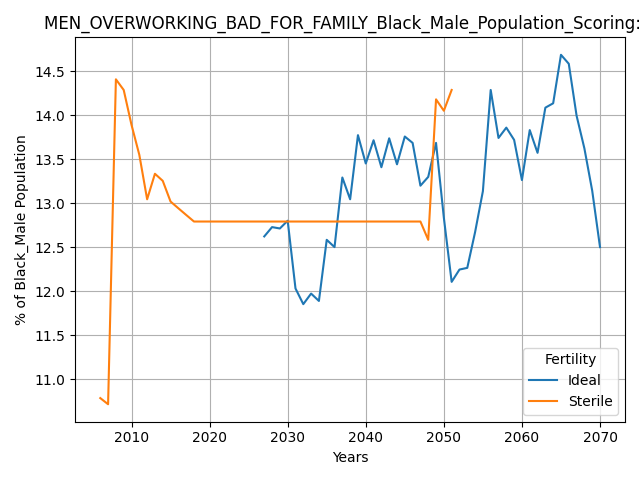 MEN_OVERWORKING_BAD_FOR_FAMILY_Black_Male_Population_Scoring:
% of Black_Male Population
14.5
14.0
13.5
13.0
12.5
12.0
11.5
11.0
2010 2020 2030 2040 2050 2060 2070
Years
Fertility
Ideal
Sterile